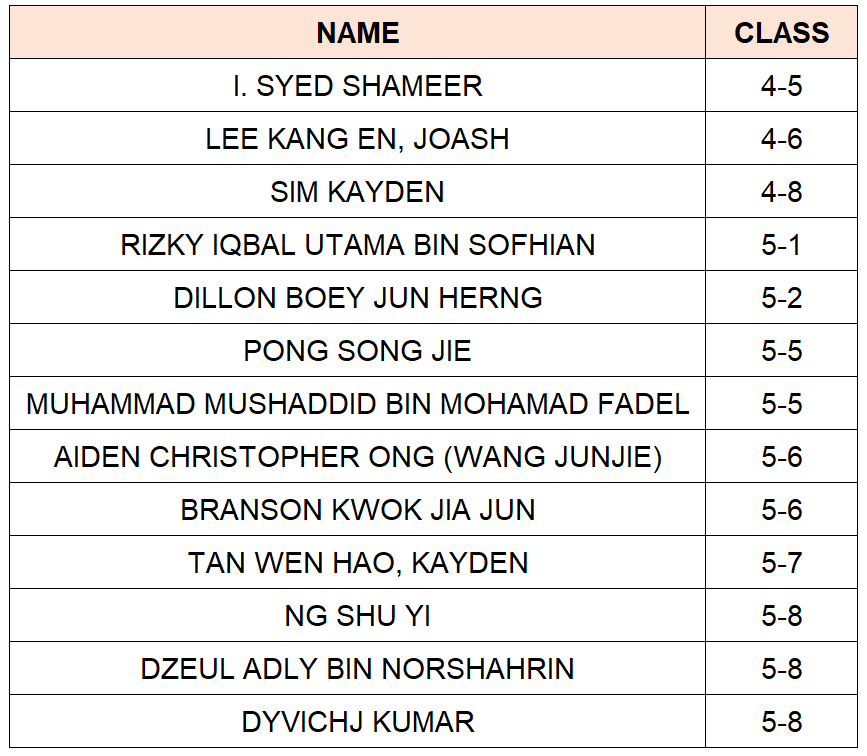 NAME CLASS
I. SYED SHAMEER 4-5
LEE KANG EN, JOASH 4-6
SIM KAYDEN 4-8
RIZKY IQBAL UTAMA BIN SOFHIAN 5-1
DILLON BOEY JUN HERNG 5-2
PONG SONG JIE 5-5
MUHAMMAD MUSHADDID BIN MOHAMAD FADEL 5-5
AIDEN CHRISTOPHER ONG (WANG JUNJIE) 5-6
BRANSON KWOK JIA JUN 5-6
TAN WEN HAO, KAYDEN 5-7
NG SHU YI 5-8
DZEUL ADLY BIN NORSHAHRIN 5-8
DYVICHJ KUMAR 5-8